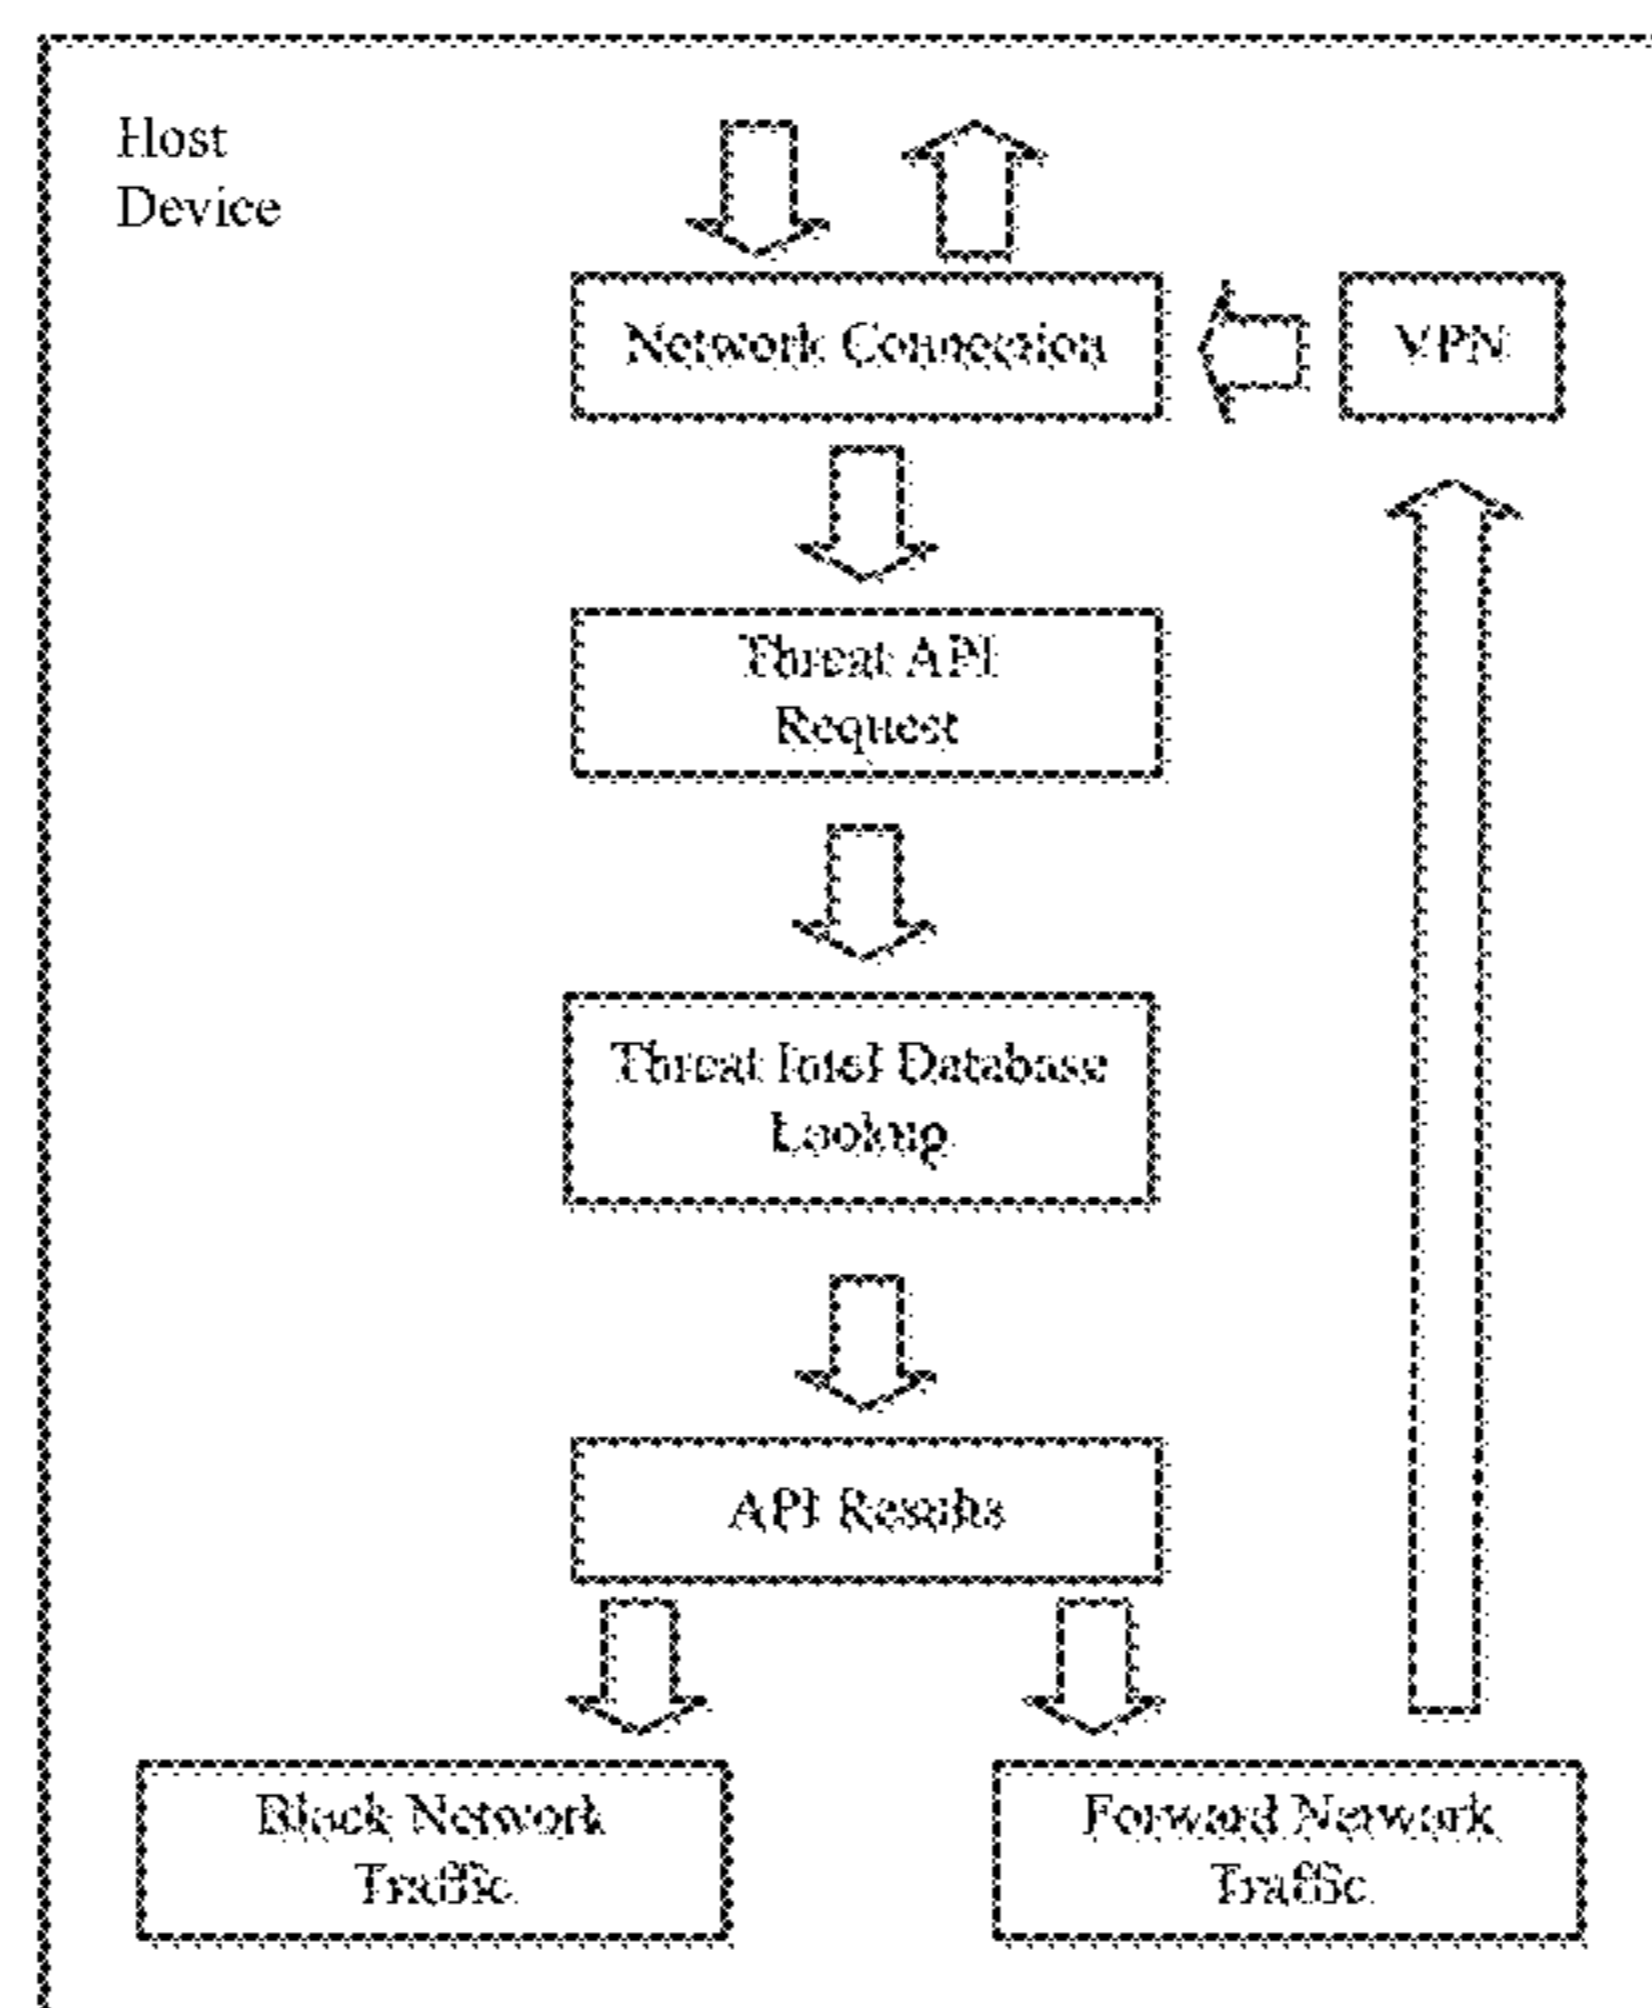 Host
Device
Network Connection
VPN
Threat API
Request
Threat Intel Database
Lookup
API Results
Block Network
Traffic
Forward Network
Traffic